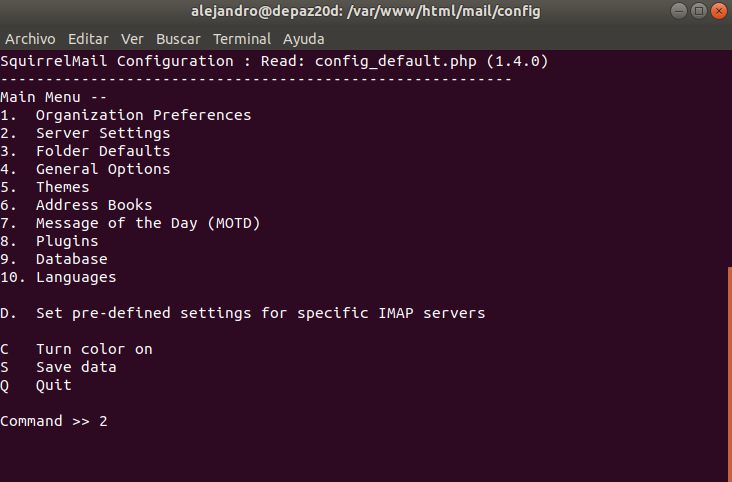 alejandro@depaz20d: /var/www/html/mail/config
Archivo Editar Ver Buscar Terminal Ayuda
SquirrelMail Configuration : Read: config_default.php (1.4.0)
---------------------------------------------------------
Main Menu --
1.  Organization Preferences
2.  Server Settings
3.  Folder Defaults
4.  General Options
5.  Themes
6.  Address Books
7.  Message of the Day (MOTD)
8.  Plugins
9.  Database
10. Languages

D.  Set pre-defined settings for specific IMAP servers

C   Turn color on
S   Save data
Q   Quit

Command >> 2